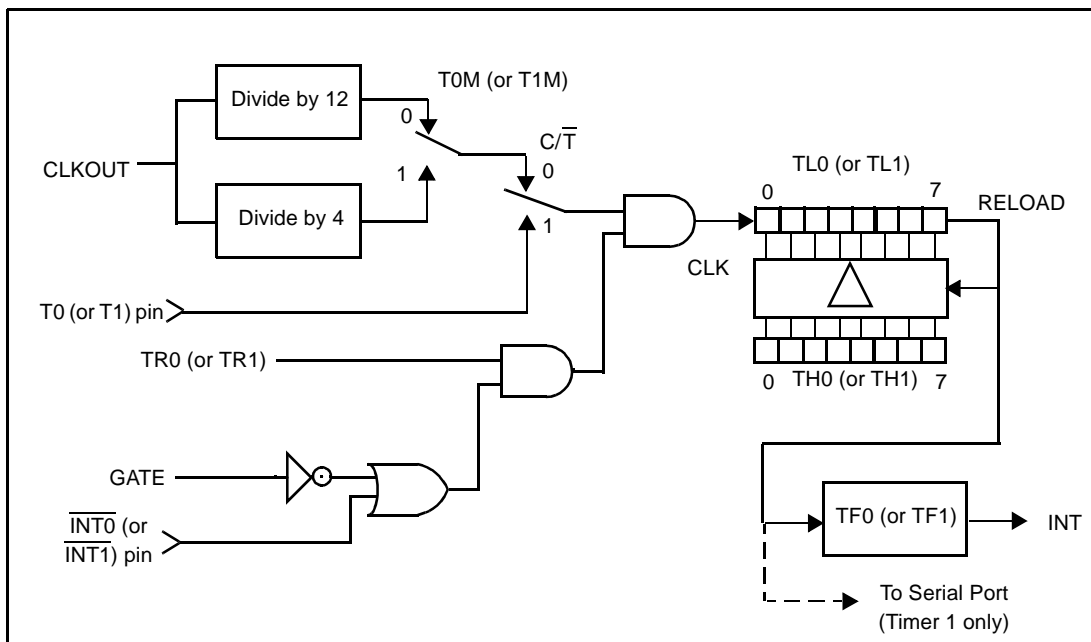 Divide by 12
T0M (or T1M)
0
1
CLKOUT
Divide by 4
C/T̅
0
1
TL0 (or TL1)
0
7
RELOAD
CLK
T0 (or T1) pin
TR0 (or TR1)
0
TH0 (or TH1)
7
GATE
I̅N̅T̅0̅ (or
I̅N̅T̅1̅) pin
TF0 (or TF1)
INT
To Serial Port
(Timer 1 only)